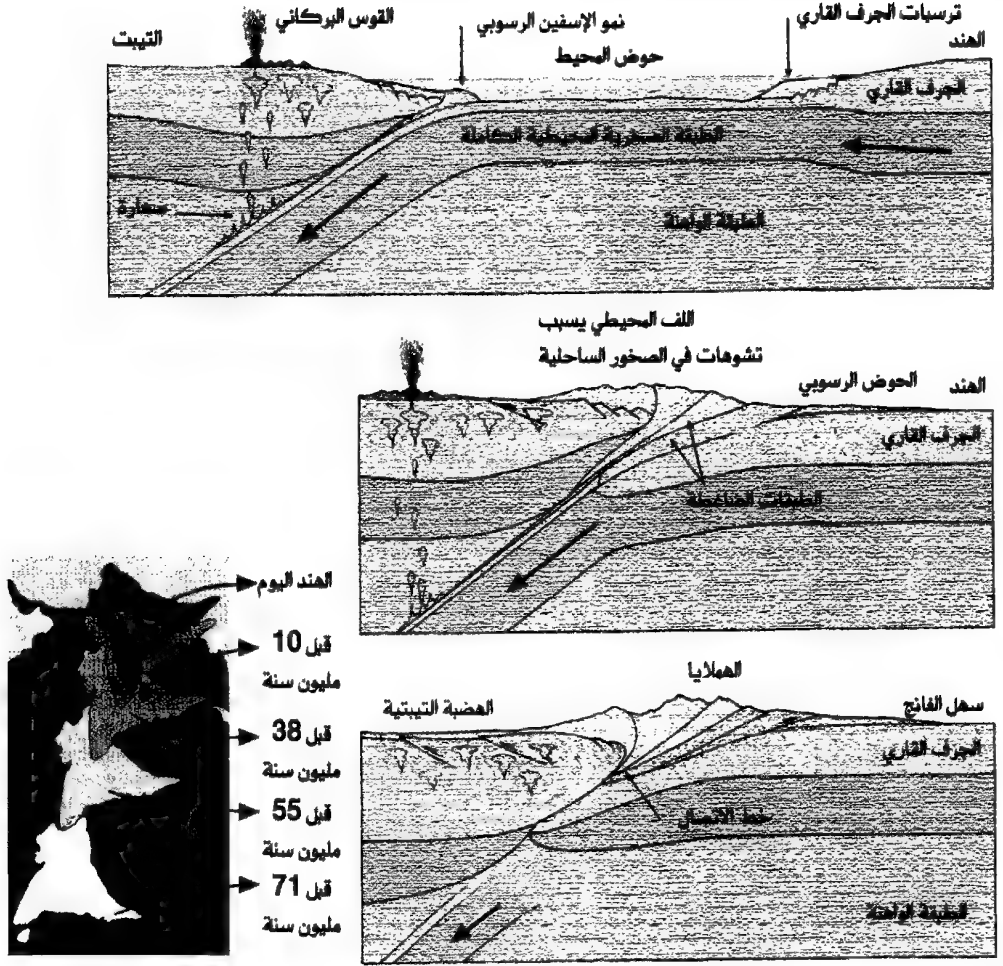 القوس البركاني
نمو الإسفين الرسوبي
ترسبات الجرف القاري
التيبت
حوض المحيط
الهند
الجرف القاري
الطبقة الصخرية المحيطية الكاملة
صهارة
الطبقة الواهنة
اللف المحيطي يسبب
تشوهات في الصخور الساحلية
الحوض الرسوبي
الهند
الجرف القاري
الطبقات
الهند اليوم
قبل 10
مليون سنة
قبل 38
مليون سنة
قبل 55
مليون سنة
قبل 71
مليون سنة
الهملايا
الهضبة التيبتية
سهل الغانج
الجرف القاري
خط الاتصال
الطبقة الواهنة